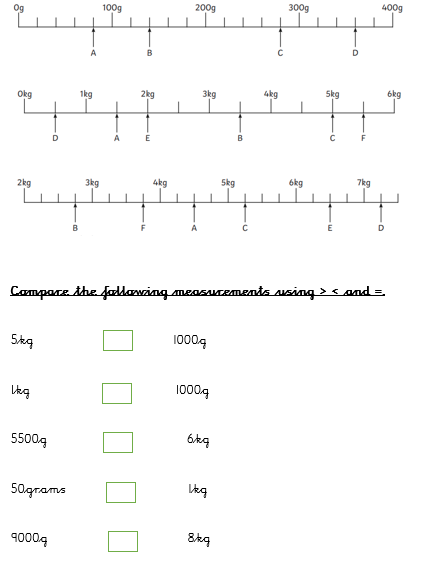 0g 100g 200g 300g 400g
A B C D
0kg 1kg 2kg 3kg 4kg 5kg 6kg
D A E B C F
2kg 3kg 4kg 5kg 6kg 7kg
B F A C E D
Compare the following measurements using > < and =.
5kg 1000g
1kg 1000g
5500g 6kg
50grams 1kg
9000g 8kg